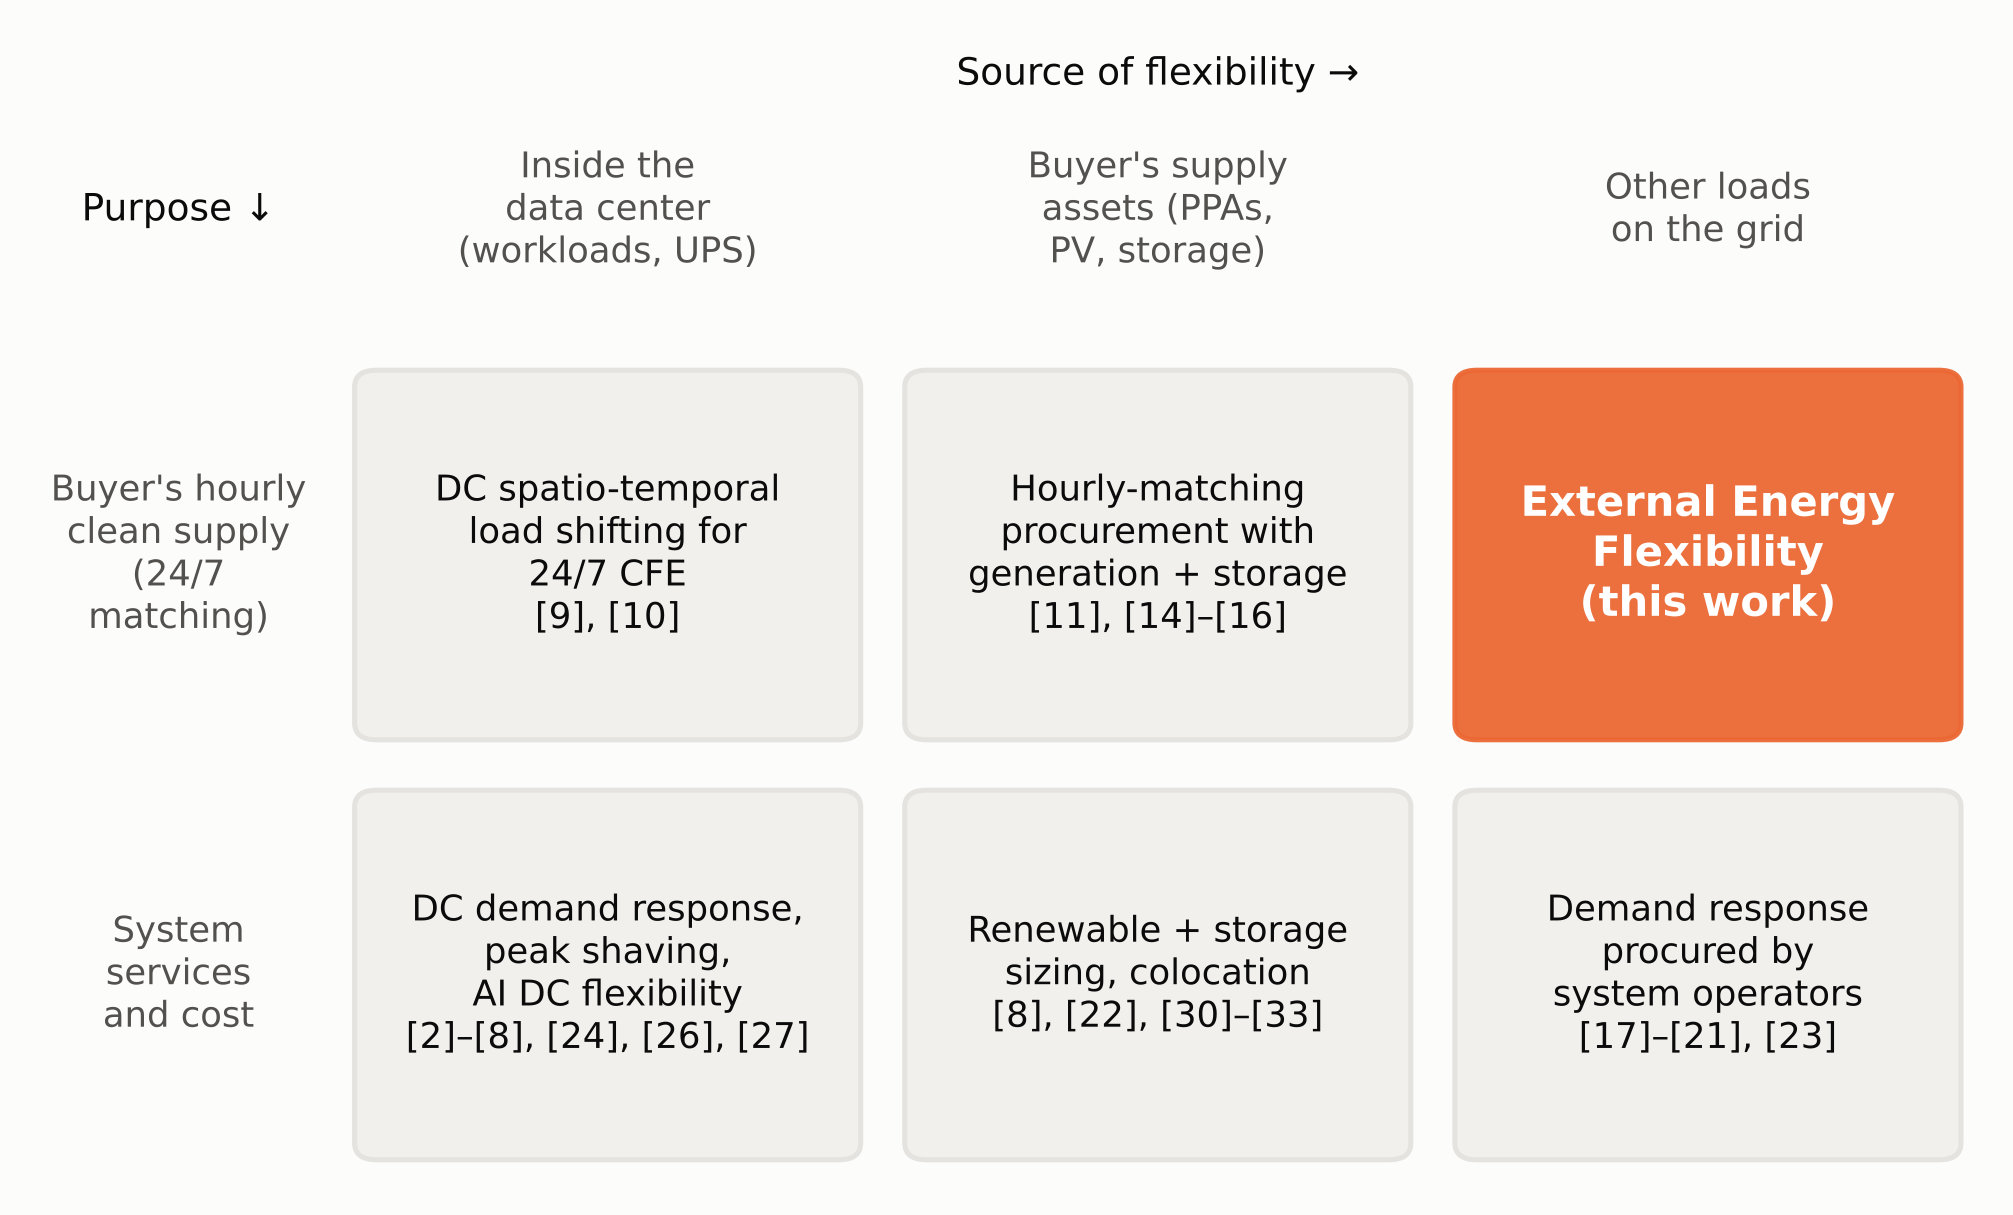 Source of flexibility →
Purpose ↓
Inside the
data center
(workloads, UPS)
Buyer's supply
assets (PPAs,
PV, storage)
Other loads
on the grid
Buyer's hourly
clean supply
(24/7
matching)
DC spatio-temporal
load shifting for
24/7 CFE
[9], [10]
Hourly-matching
procurement with
generation + storage
[11], [14]–[16]
External Energy
Flexibility
(this work)
System
services
and cost
DC demand response,
peak shaving,
AI DC flexibility
[2]–[8], [24], [26], [27]
Renewable + storage
sizing, colocation
[8], [22], [30]–[33]
Demand response
procured by
system operators
[17]–[21], [23]